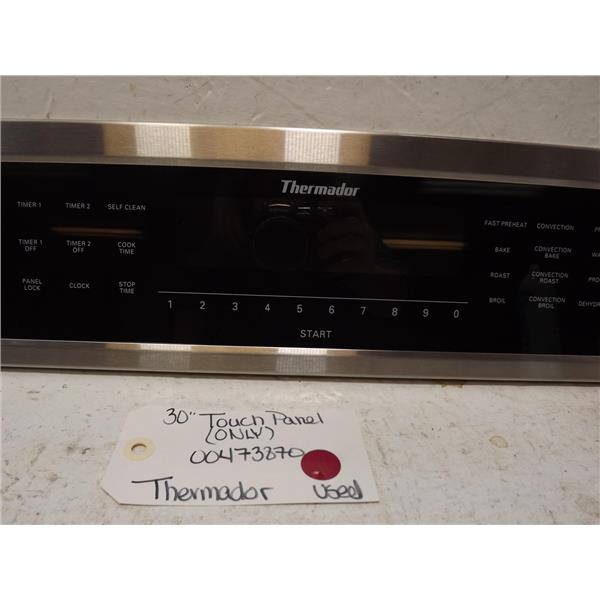 Thermador
TIMER 1 TIMER 2 SELF CLEAN
FAST PREHEAT CONVECTION
TIMER 1 OFF TIMER 2 OFF COOK TIME
BAKE CONVECTION BAKE
PANEL LOCK CLOCK STOP TIME
ROAST CONVECTION ROAST
BROIL CONVECTION BROIL
1 2 3 4 5 6 7 8 9 0
START
30" Touch Panel
(ONLY)
00473870
Thermador Used